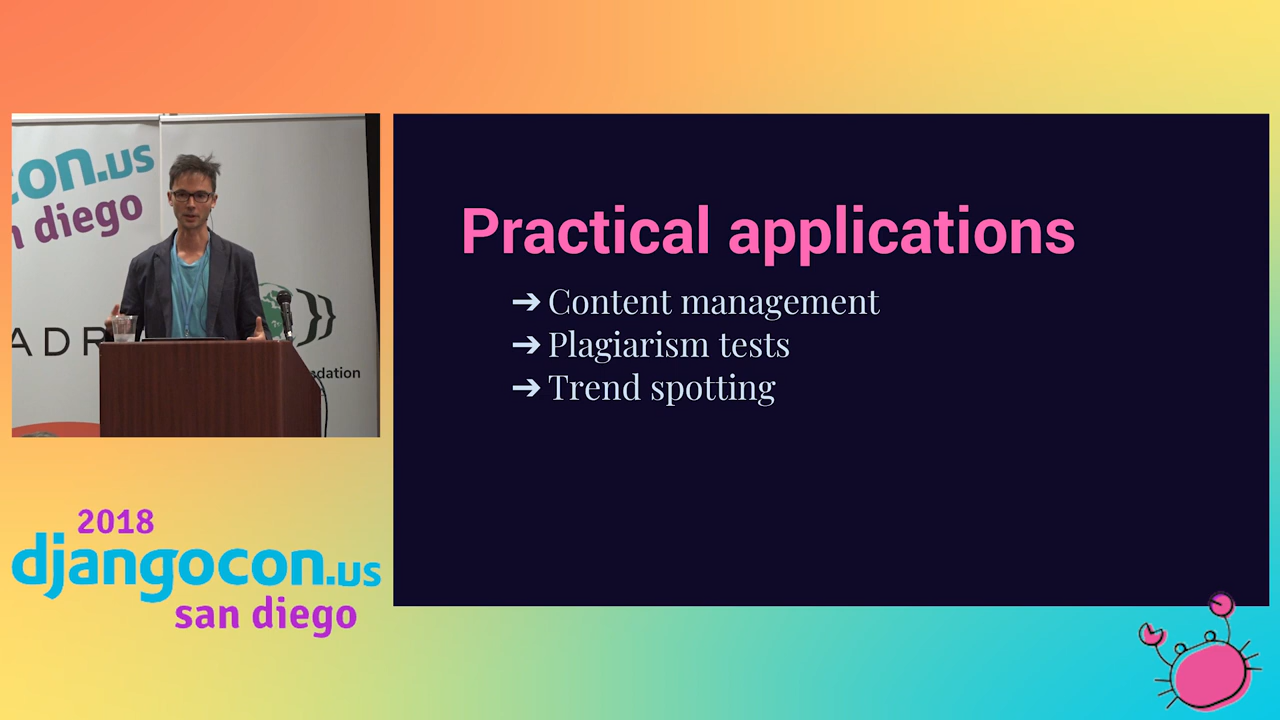 con.us
n diego
ADR
dation
Practical applications
➔ Content management
➔ Plagiarism tests
➔ Trend spotting
2018
djangocon.us
san diego